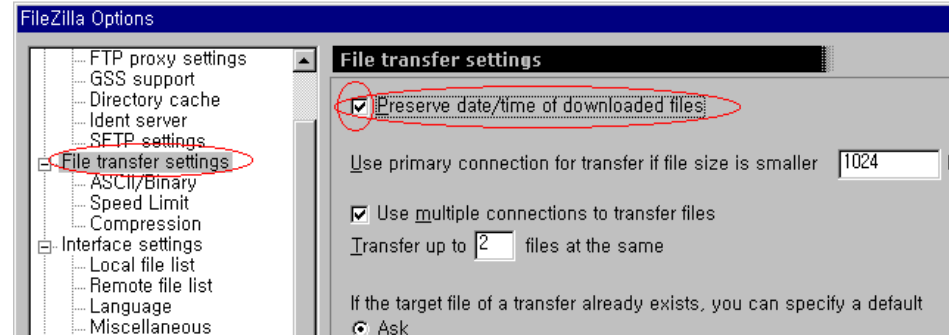 FileZilla Options
FTP proxy settings
GSS support
Directory cache
Ident server
SFTP settings
File transfer settings
ASCII/Binary
Speed Limit
Compression
Interface settings
Local file list
Remote file list
Language
Miscellaneous
File transfer settings
Preserve date/time of downloaded files
Use primary connection for transfer if file size is smaller 1024
Use multiple connections to transfer files
Transfer up to 2 files at the same
If the target file of a transfer already exists, you can specify a default
Ask